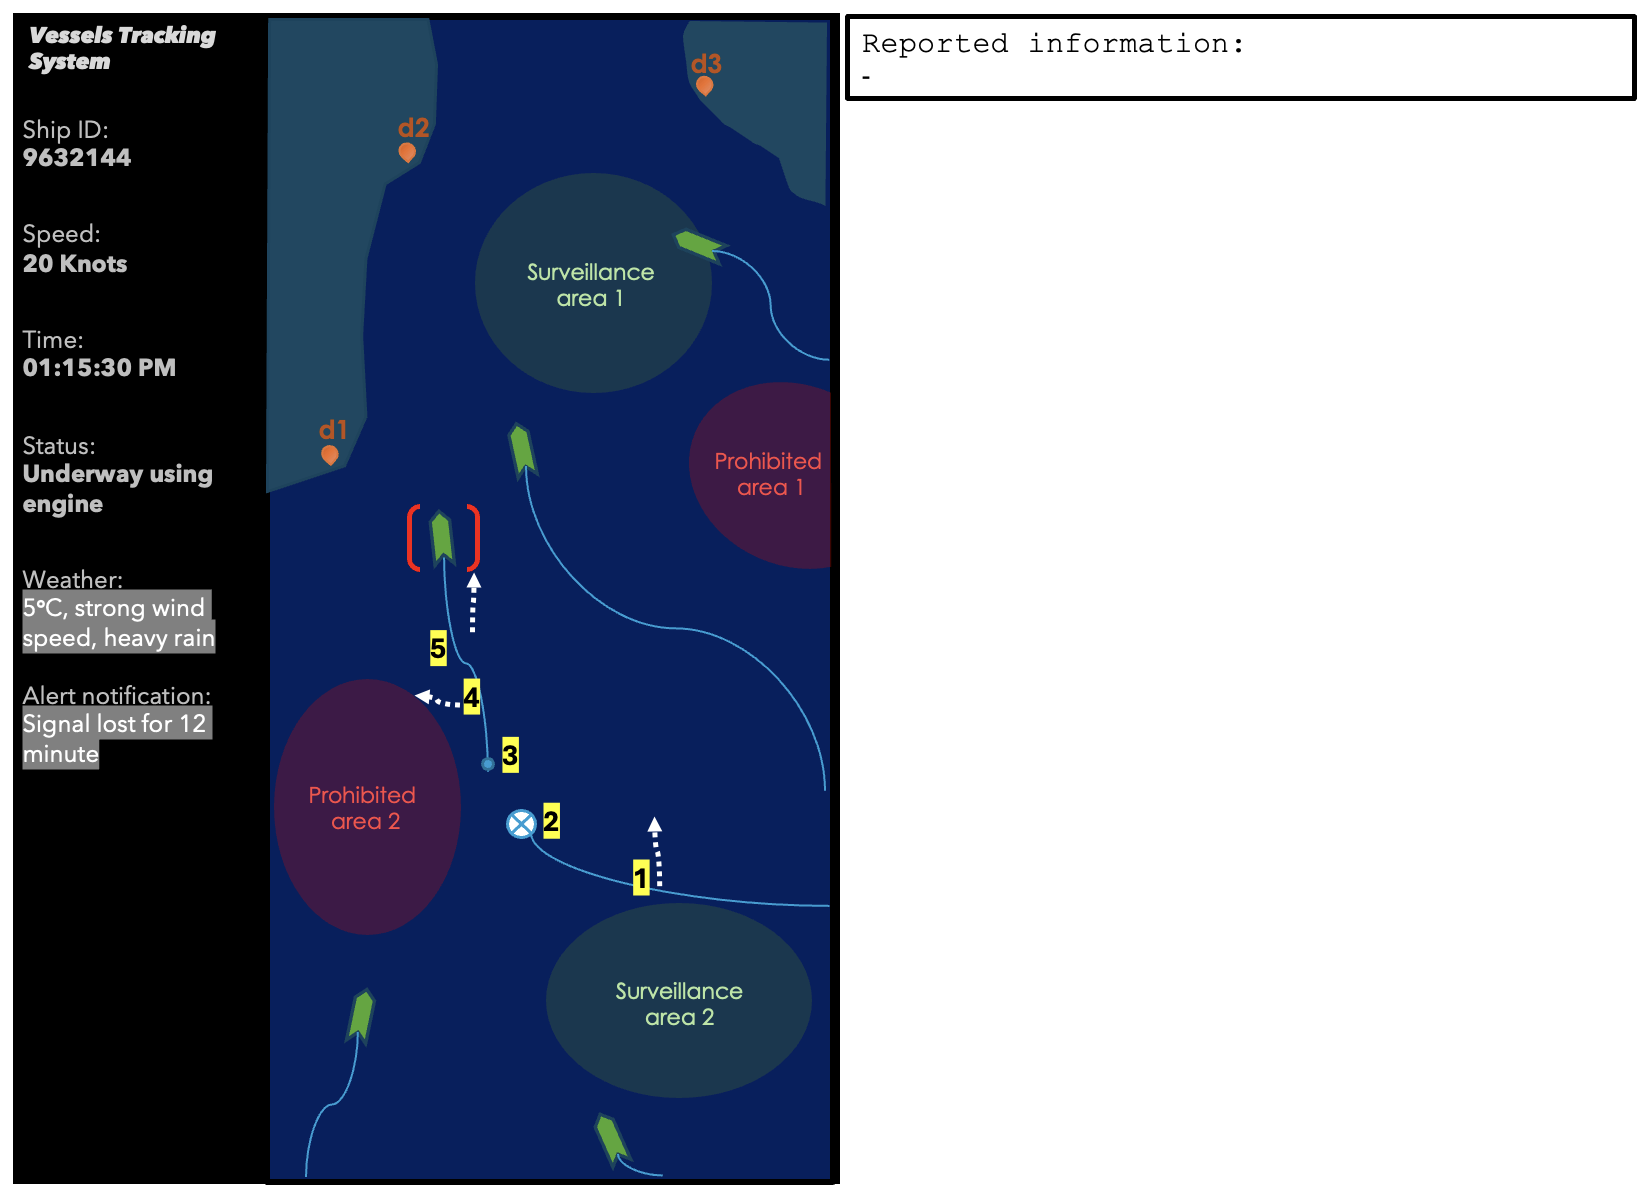 Vessels Tracking
System
Ship ID:
9632144
Speed:
20 Knots
Time:
01:15:30 PM
Status:
Underway using
engine
Weather:
5°C, strong wind
speed, heavy rain
Alert notification:
Signal lost for 12
minute
d3
d2
Surveillance
area 1
d1
Prohibited
area 1
5
4
3
Prohibited
area 2
2
1
Surveillance
area 2
Reported information:
-